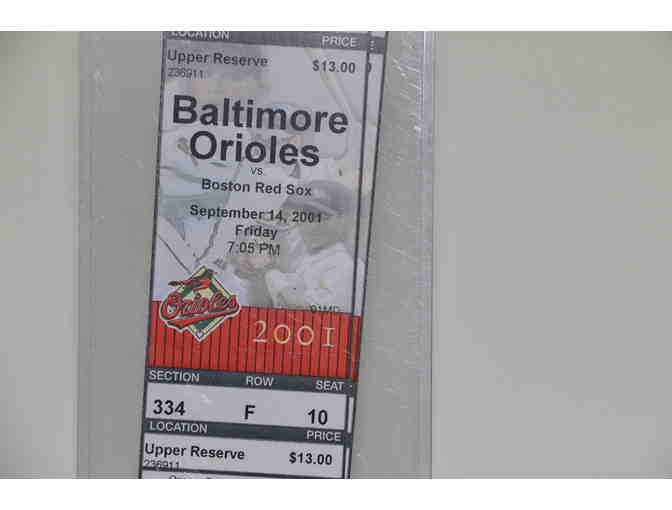 LOCATION PRICE
Upper Reserve $13.00
236911
Baltimore
Orioles
vs.
Boston Red Sox
September 14, 2001
Friday
7:05 PM
Orioles
2001
SECTION ROW SEAT
334 F 10
LOCATION PRICE
Upper Reserve $13.00
236911